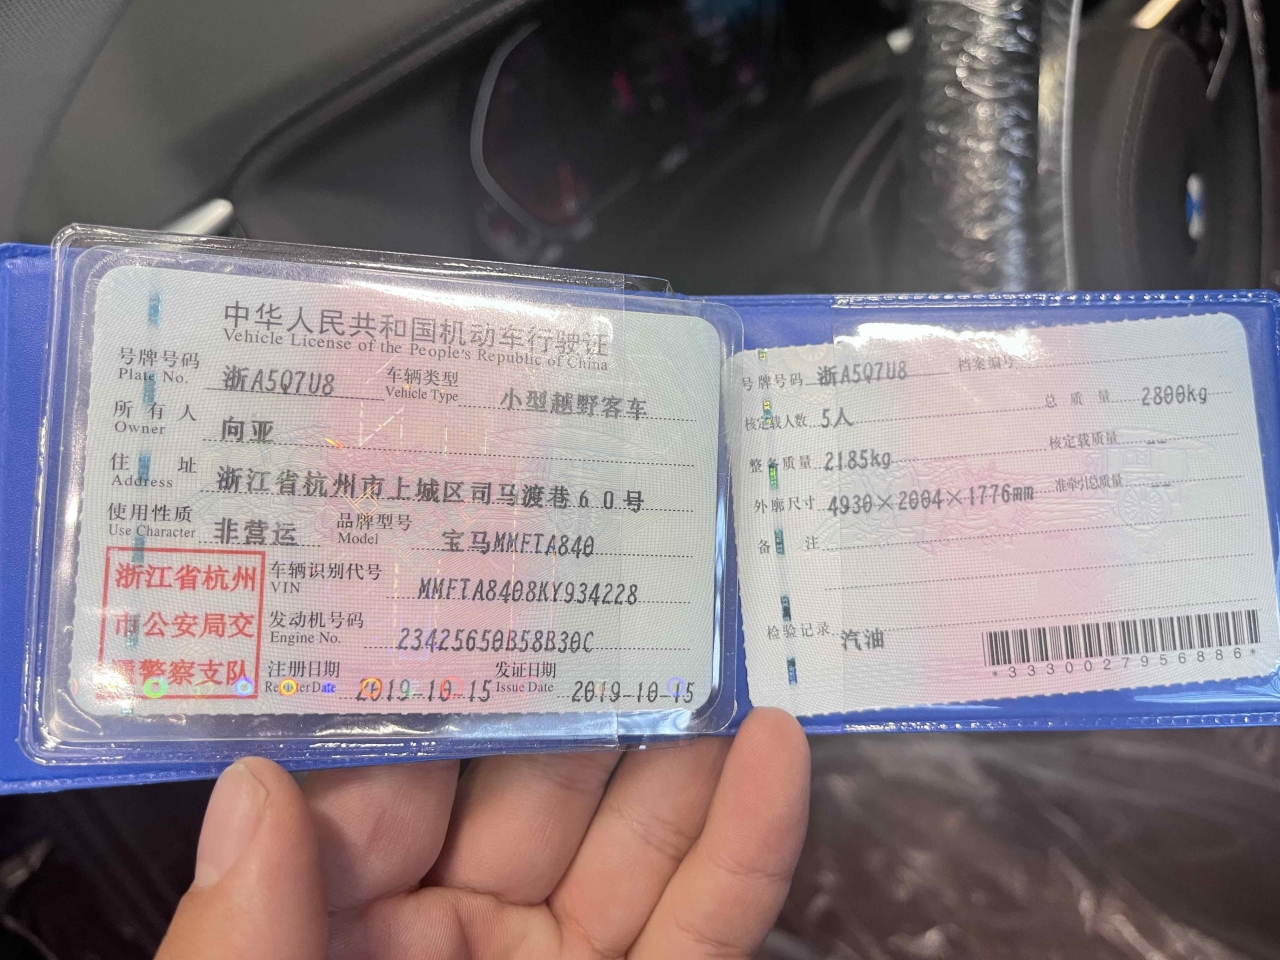 中华人民共和国机动车行驶证
Vehicle License of the People's Republic of China
号牌号码 浙A5Q7U8 车辆类型 小型越野客车
Plate No. Vehicle Type
所有人 向亚
Owner
住址 浙江省杭州市上城区司马渡巷60号
Address
使用性质 非营运 品牌型号 宝马MMFTA840
Use Character Model
浙江省杭州
市公安局交
通警察支队
车辆识别代号 MMFTA8408KY934228
VIN
发动机号码 23425650B58B30C
Engine No.
注册日期 2019-10-15 发证日期 2019-10-15
Register Date Issue Date
号牌号码 浙A5Q7U8 档案编号
核定载人数 5人 总质量 2800kg
整备质量 2185kg 核定载质量 --
外廓尺寸 4930×2004×1776mm 准牵引总质量 --
备注
检验记录 汽油
*3330027956886*